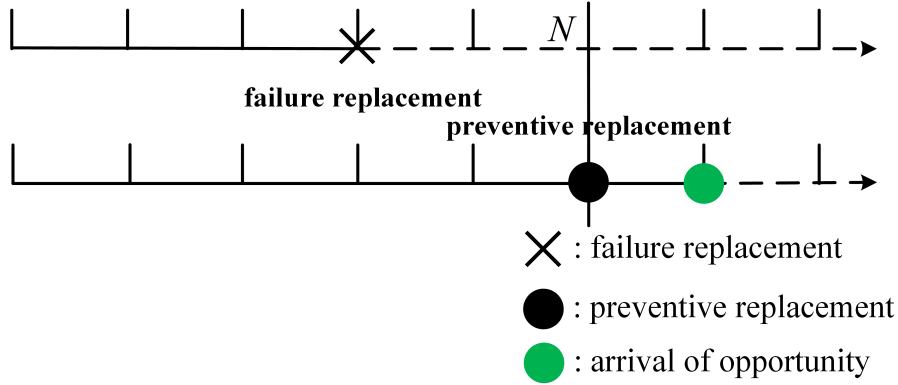 N
failure replacement
preventive replacement
: failure replacement
: preventive replacement
: arrival of opportunity